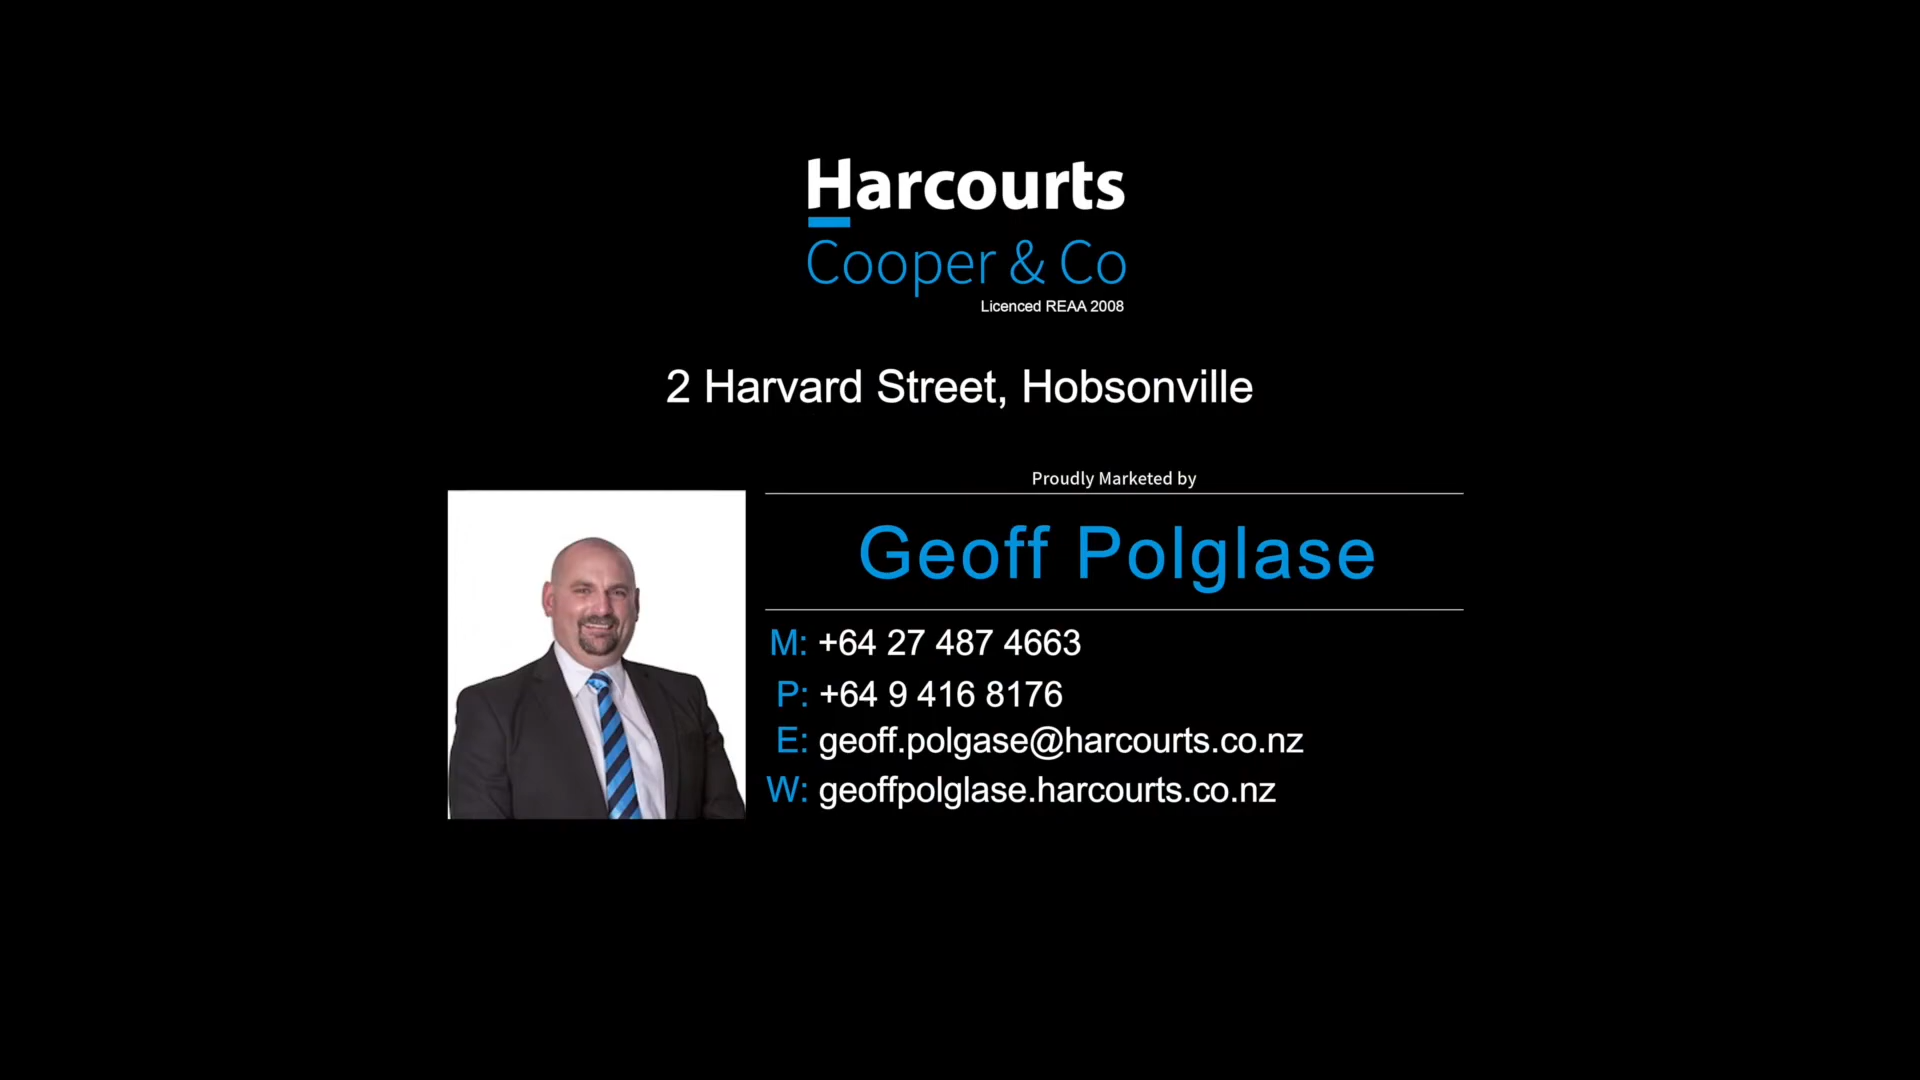 Harcourts
Cooper & Co
Licenced REAA 2008
2 Harvard Street, Hobsonville
Proudly Marketed by
Geoff Polglase
M: +64 27 487 4663
P: +64 9 416 8176
E: geoff.polgase@harcourts.co.nz
W: geoffpolglase.harcourts.co.nz